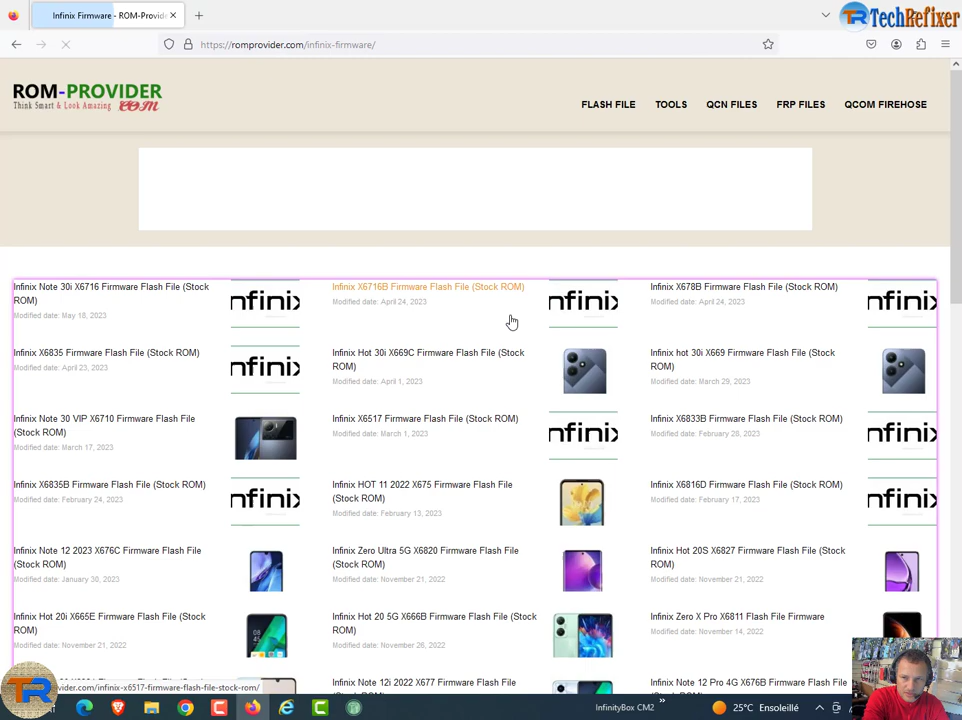 Infinix Firmware - ROM-Provide
TechRefixer
https://romprovider.com/infinix-firmware/
ROM-PROVIDER
Think Smart & Look Amazing COM
FLASH FILE TOOLS QCN FILES FRP FILES QCOM FIREHOSE
Infinix Note 30i X6716 Firmware Flash File (Stock ROM)
Modified date: May 18, 2023
nfinix
Infinix X6716B Firmware Flash File (Stock ROM)
Modified date: April 24, 2023
nfinix
Infinix X678B Firmware Flash File (Stock ROM)
Modified date: April 24, 2023
nfinix
Infinix X6835 Firmware Flash File (Stock ROM)
Modified date: April 23, 2023
nfinix
Infinix Hot 30i X669C Firmware Flash File (Stock ROM)
Modified date: April 1, 2023
Infinix hot 30i X669 Firmware Flash File (Stock ROM)
Modified date: March 29, 2023
Infinix Note 30 VIP X6710 Firmware Flash File (Stock ROM)
Modified date: March 17, 2023
Infinix X6517 Firmware Flash File (Stock ROM)
Modified date: March 1, 2023
nfinix
Infinix X6833B Firmware Flash File (Stock ROM)
Modified date: February 28, 2023
nfinix
Infinix X6835B Firmware Flash File (Stock ROM)
Modified date: February 24, 2023
nfinix
Infinix HOT 11 2022 X675 Firmware Flash File (Stock ROM)
Modified date: February 13, 2023
Infinix X6816D Firmware Flash File (Stock ROM)
Modified date: February 17, 2023
nfinix
Infinix Note 12 2023 X676C Firmware Flash File (Stock ROM)
Modified date: January 30, 2023
Infinix Zero Ultra 5G X6820 Firmware Flash File (Stock ROM)
Modified date: November 21, 2022
Infinix Hot 20S X6827 Firmware Flash File (Stock ROM)
Modified date: November 21, 2022
Infinix Hot 20i X665E Firmware Flash File (Stock ROM)
Modified date: November 21, 2022
Infinix Hot 20 5G X666B Firmware Flash File (Stock ROM)
Modified date: November 26, 2022
Infinix Zero X Pro X6811 Flash File Firmware
Modified date: November 14, 2022
Infinix Note 12i 2022 X677 Firmware Flash File
Infinix Note 12 Pro 4G X676B Firmware Flash File
vider.com/infinix-x6517-firmware-flash-file-stock-rom/
TR
InfinityBox CM2
25°C Ensoleillé